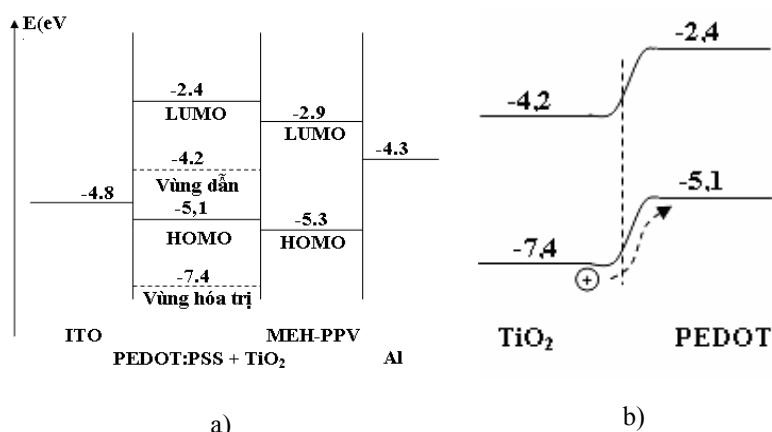 E(eV
-2.4
LUMO
-2.9
LUMO
-4.2
Vùng dẫn
-4.3
-4.8
-5,1
HOMO
-5.3
HOMO
-7.4
Vùng hóa trị
ITO
MEH-PPV
PEDOT:PSS + TiO₂
Al
a)
-2,4
-4,2
-5,1
-7,4
+
TiO₂
PEDOT
b)